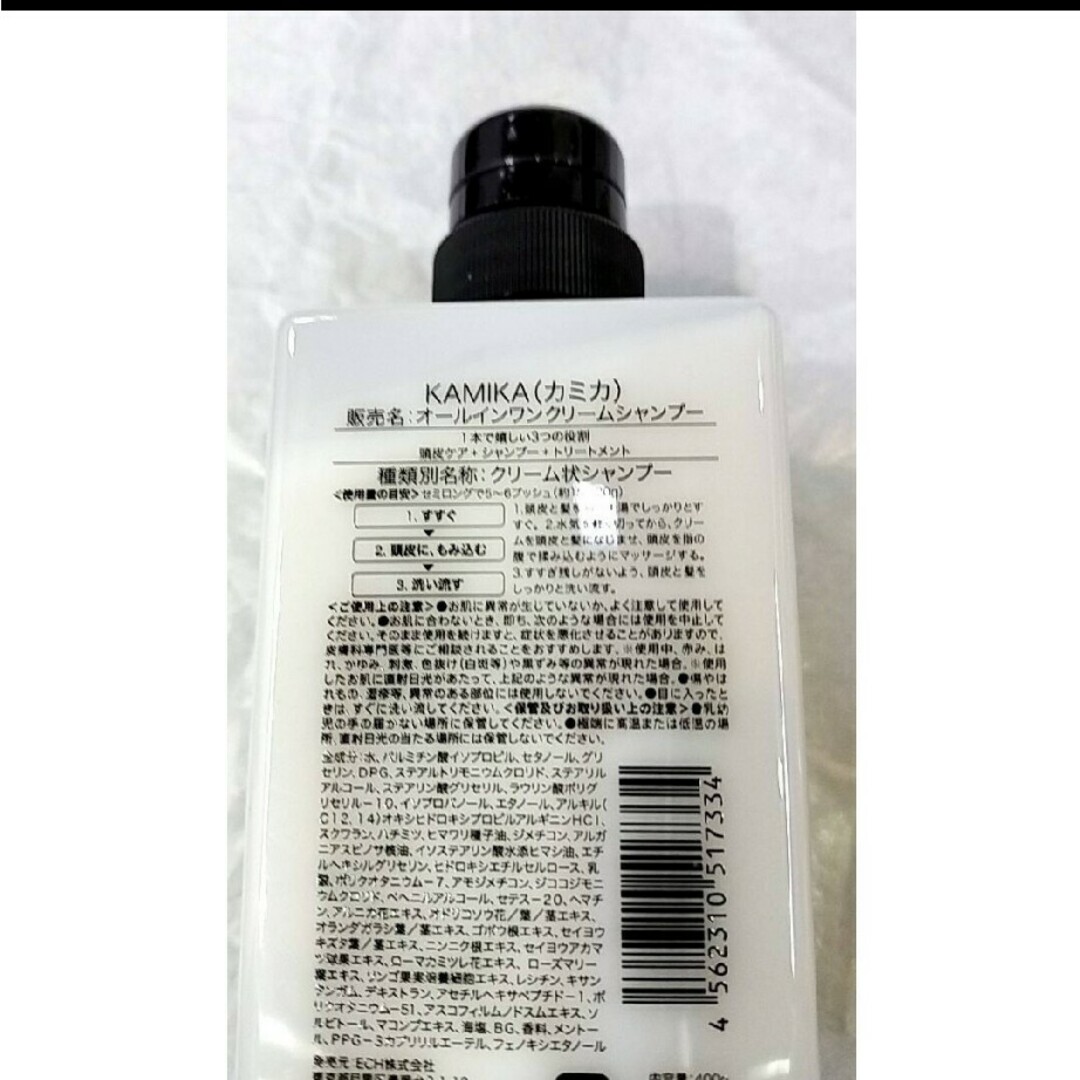 KAMIKA(カミカ)
販売名:オールインワンクリームシャンプー
1本で嬉しい3つの役割
頭皮ケア+シャンプー+トリートメント
種類別名称:クリーム状シャンプー
<使用量の目安>セミロングで5〜6プッシュ(約
1.すすぐ
2.頭皮に、もみ込む
3.洗い流す
1.頭皮と髪を 湯でしっかりとす
すぐ。2.水気を軽く切ってから、クリー
ムを頭皮と髪になじませ、頭皮を指の
腹で揉み込むようにマッサージする。
3.すすぎ残しがないよう、頭皮と髪を
しっかりと洗い流す。
<ご使用上の注意>●お肌に異常が生じていないか、よく注意して使用して
ください。●お肌に合わないとき、即ち、次のような場合には使用を中止して
ください。そのまま使用を続けますと、症状を悪化させることがありますので、
皮膚科専門医等にご相談されることをおすすめします。※使用中、赤み、は
れ、かゆみ、刺激、色抜け(白斑等)や黒ずみ等の異常が現れた場合。※使用
したお肌に直射日光があたって、上記のような異常が現れた場合。●傷やは
れもの、湿疹等、異常のある部位には使用しないでください。●目に入ったと
きは、すぐに洗い流してください。<保管及びお取り扱い上の注意>●乳幼
児の手の届かない場所に保管してください。●極端に高温または低温の場
所、直射日光の当たる場所には保管しないでください。
全成分:水、パルミチン酸イソプロピル、セタノール、グリ
セリン、DPG、ステアルトリモニウムクロリド、ステアリル
アルコール、ステアリン酸グリセリル、ラウリン酸ポリグ
リセリル-10、イソプロパノール、エタノール、アルキル(
C12,14)オキシヒドロキシプロピルアルギニンHCl、
スクワラン、ハチミツ、ヒマワリ種子油、ジメチコン、アルガ
ニアスピノサ核油、イソステアリン酸水添ヒマシ油、エチ
ルヘキシルグリセリン、ヒドロキシエチルセルロース、乳
酸、ポリクオタニウム-7、アモジメチコン、ジココジモニ
ウムクロリド、ベヘニルアルコール、セテス-20、ヘマチ
ン、アルニカ花エキス、オドリコソウ花/葉/茎エキス、
オランダガラシ葉/茎エキス、ゴボウ根エキス、セイヨウ
キズタ葉/茎エキス、ニンニク根エキス、セイヨウアカマ
ツ球果エキス、ローマカミツレ花エキス、ローズマリー
葉エキス、リンゴ果実培養細胞エキス、レシチン、キサン
タンガム、デキストラン、アセチルヘキサペプチド-1、ポ
リクオタニウム-51、アスコフィルムノドスムエキス、ソ
ルビトール、マコンブエキス、海塩、BG、香料、メントー
ル、PPG-3カプリリルエーテル、フェノキシエタノール
発売元:ECH株式会社
4 562310 517334
内容量:400g